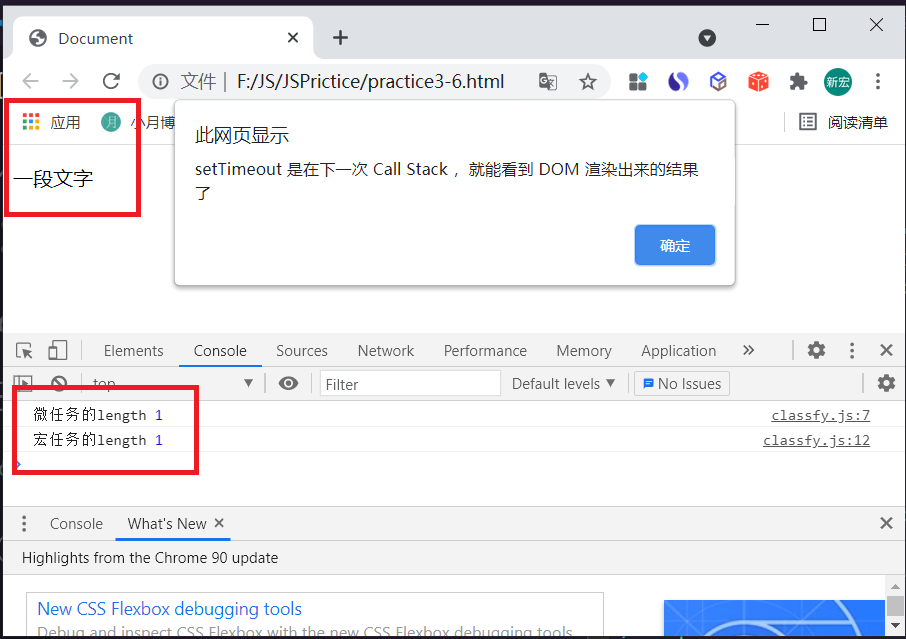 Document
文件 | F:/JS/JSPrictice/practice3-6.html
新宏
应用
月
小月博
阅读清单
此网页显示
setTimeout 是在下一次 Call Stack ，就能看到 DOM 渲染出来的结果
了
确定
一段文字
Elements Console Sources Network Performance Memory Application
top Filter Default levels No Issues
微任务的length 1 classfy.js:7
宏任务的length 1 classfy.js:12
Console What's New
Highlights from the Chrome 90 update
New CSS Flexbox debugging tools
Debug and inspect CSS Flexbox with the new CSS Flexbox debugging tools